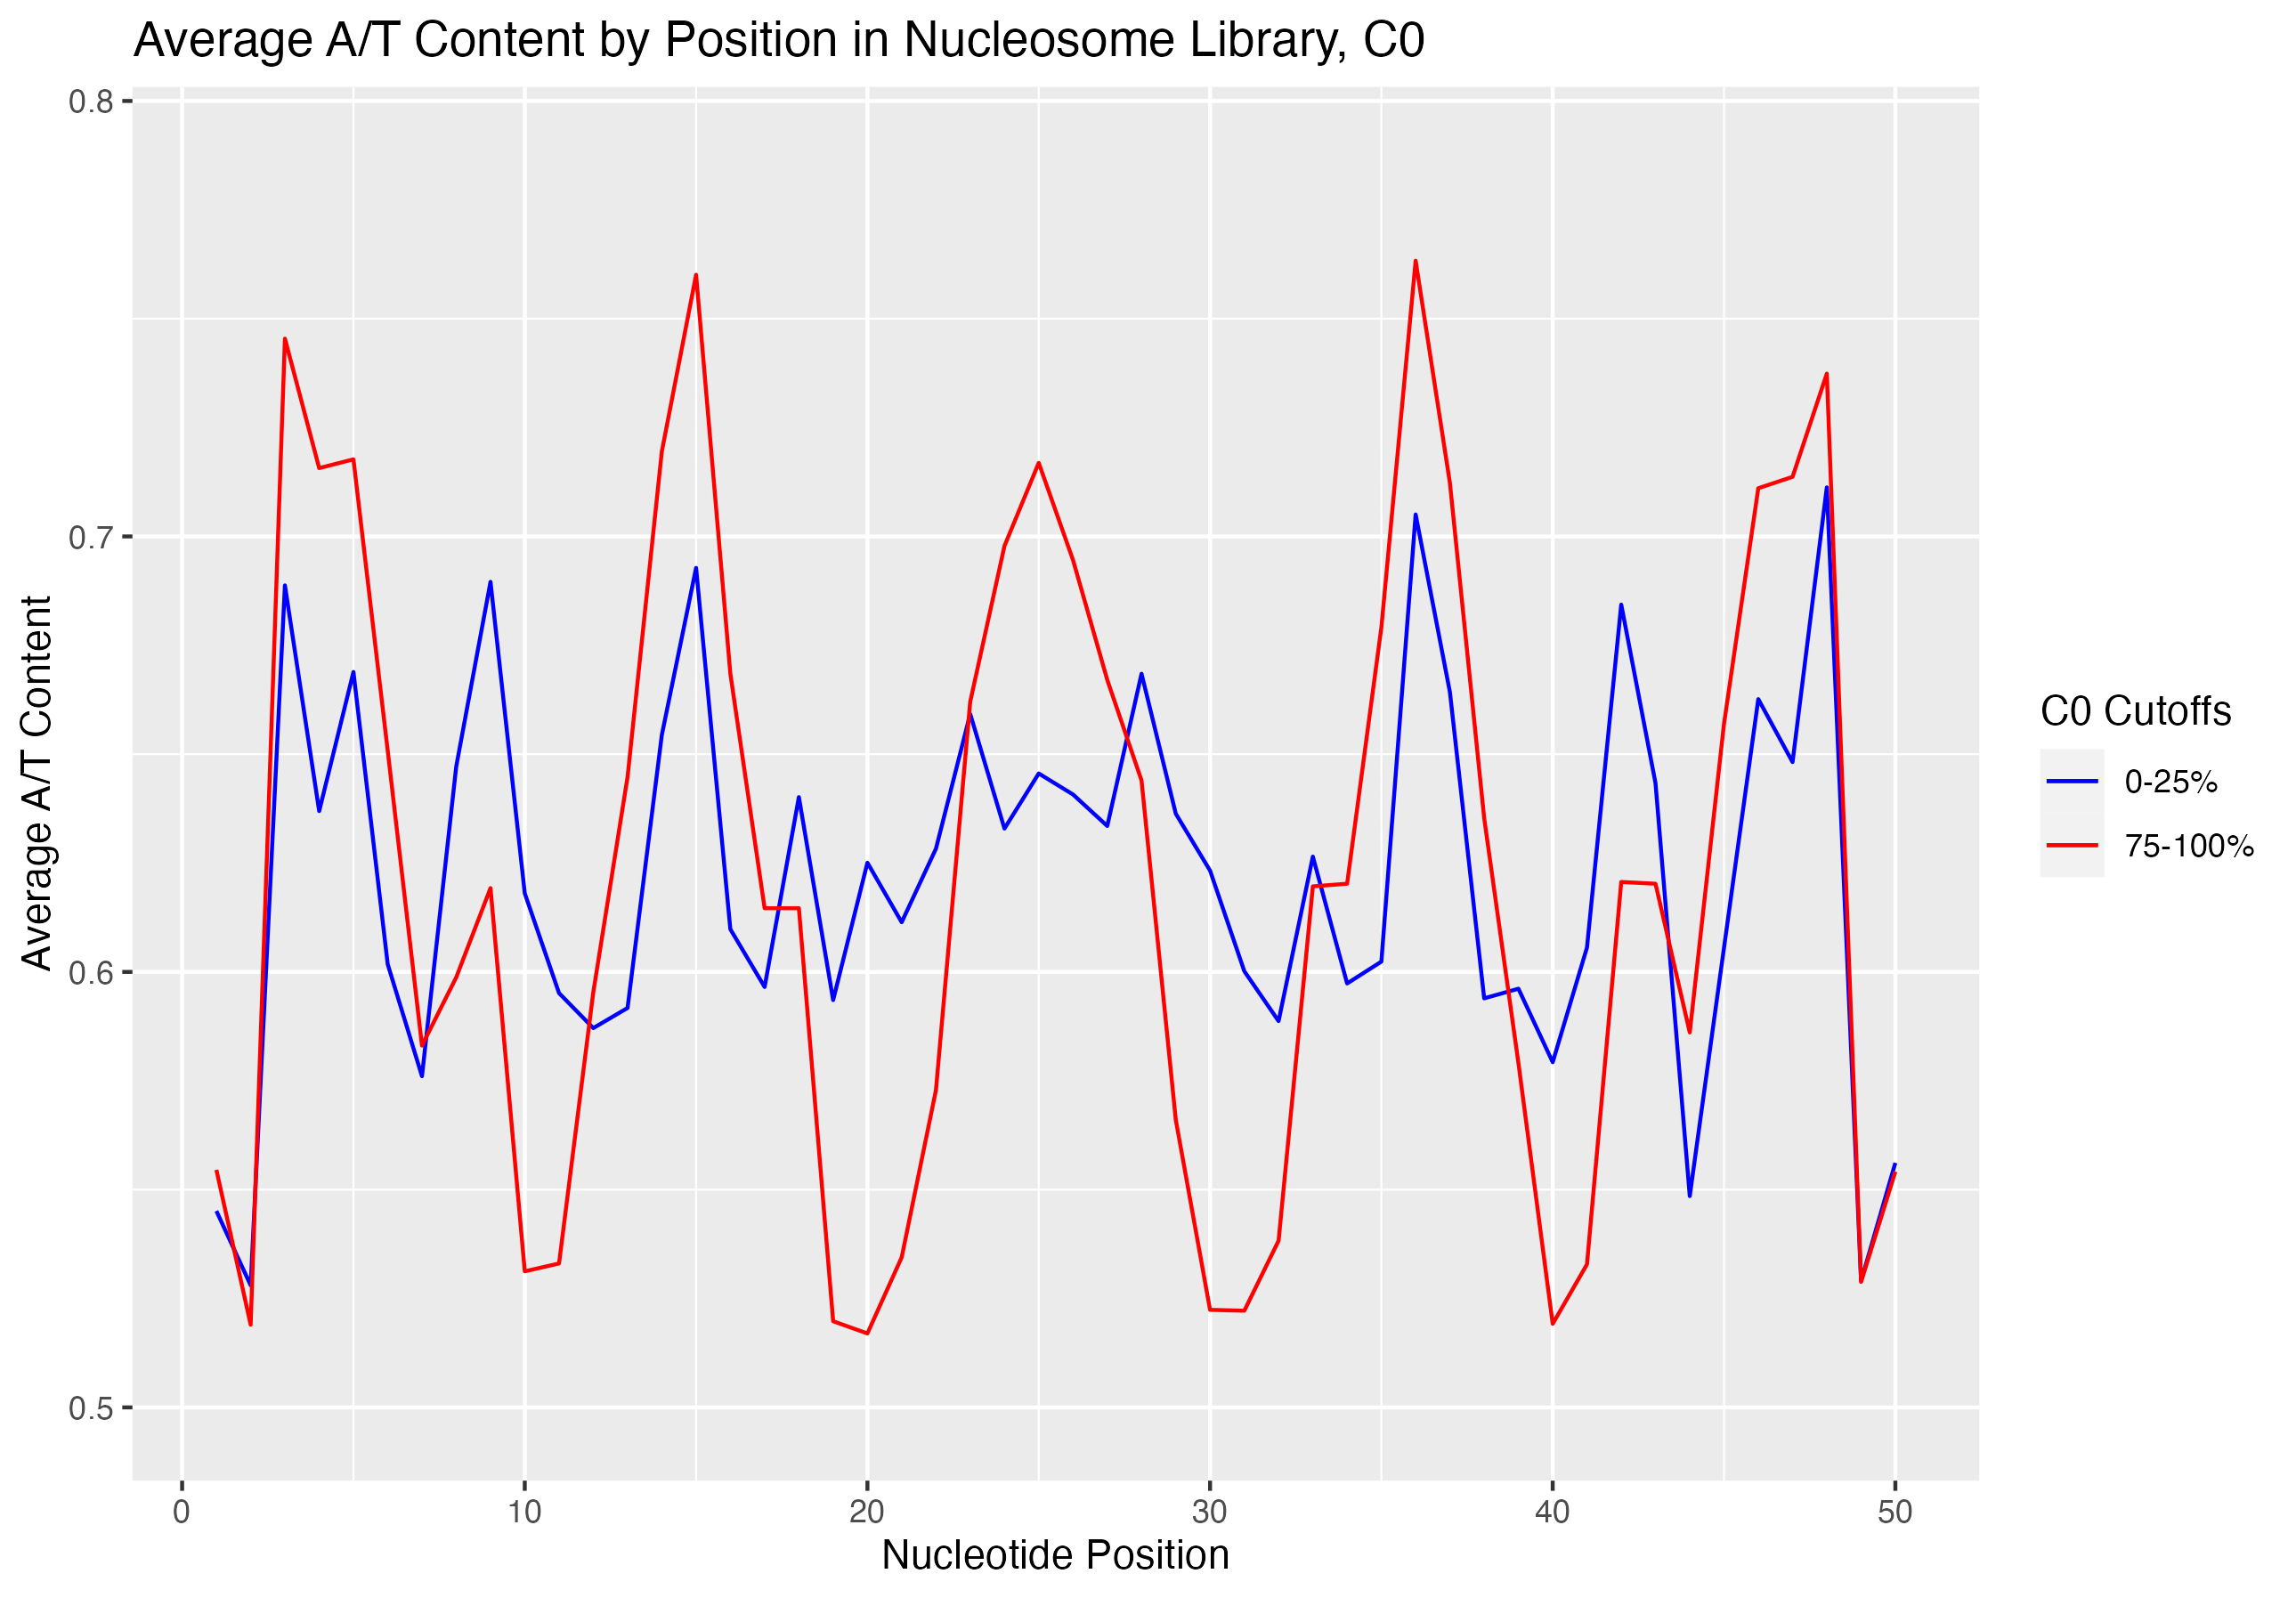 Average A/T Content by Position in Nucleosome Library, C0
0.8
0.7
0.6
0.5
Average A/T Content
0 10 20 30 40 50
Nucleotide Position
C0 Cutoffs
0-25%
75-100%